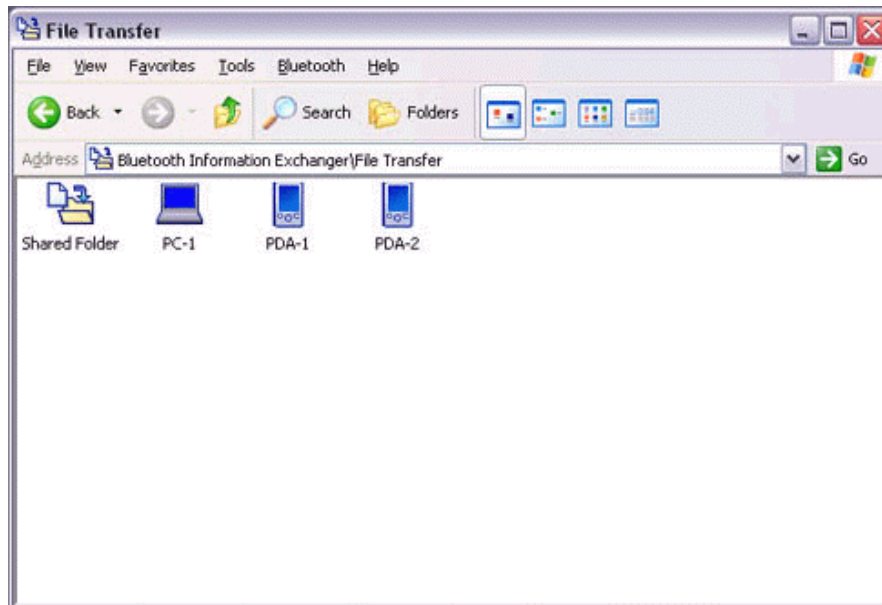 File Transfer
File View Favorites Tools Bluetooth Help
Back Search Folders
Address Bluetooth Information Exchanger\File Transfer Go
Shared Folder PC-1 PDA-1 PDA-2